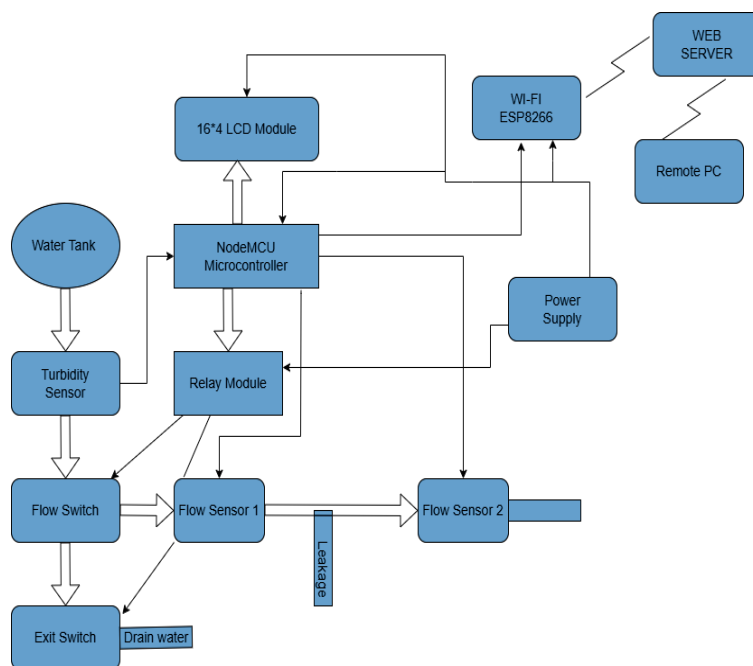 WEB
SERVER
WI-FI
ESP8266
16*4 LCD Module
Remote PC
Water Tank
NodeMCU
Microcontroller
Power
Supply
Turbidity
Sensor
Relay Module
Flow Switch
Flow Sensor 1
Flow Sensor 2
Leakage
Exit Switch
Drain water